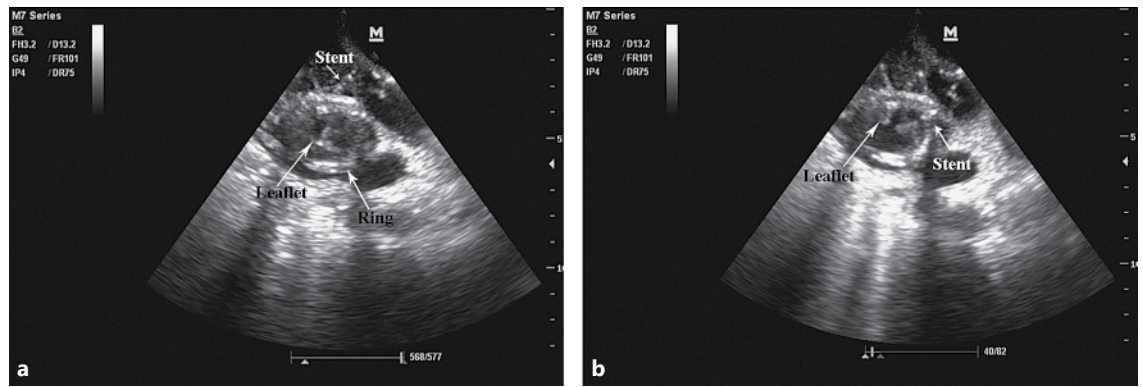 M7 Series
B2
FH3.2 / D13.2
G49 / FR101
IP4 / DR75
M
Stent
5
Leaflet
Ring
10
568/577
a
M7 Series
B2
FH3.2 / D13.2
G49 / FR101
IP4 / DR75
M
5
Leaflet
Stent
10
40/82
b